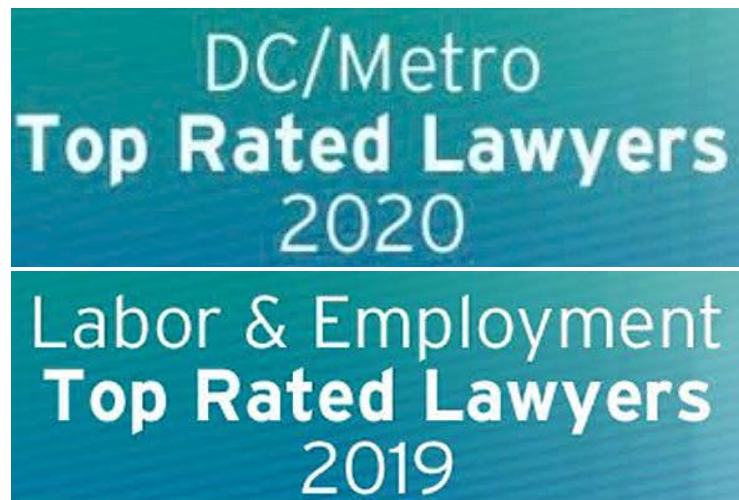 DC/Metro
Top Rated Lawyers
2020
Labor & Employment
Top Rated Lawyers
2019